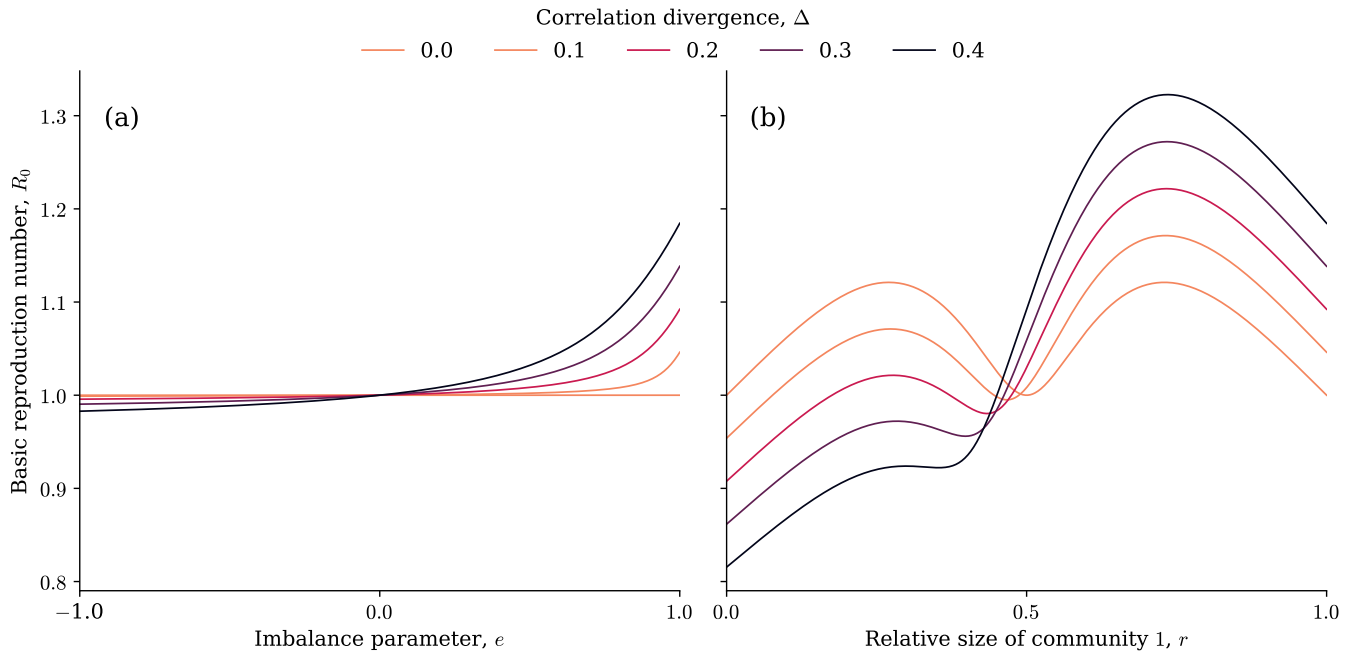 Correlation divergence, Δ
0.0 0.1 0.2 0.3 0.4
(a)
(b)
Basic reproduction number, R₀
1.3
1.2
1.1
1.0
0.9
0.8
−1.0 0.0 1.0
0.0 0.5 1.0
Imbalance parameter, e
Relative size of community 1, r